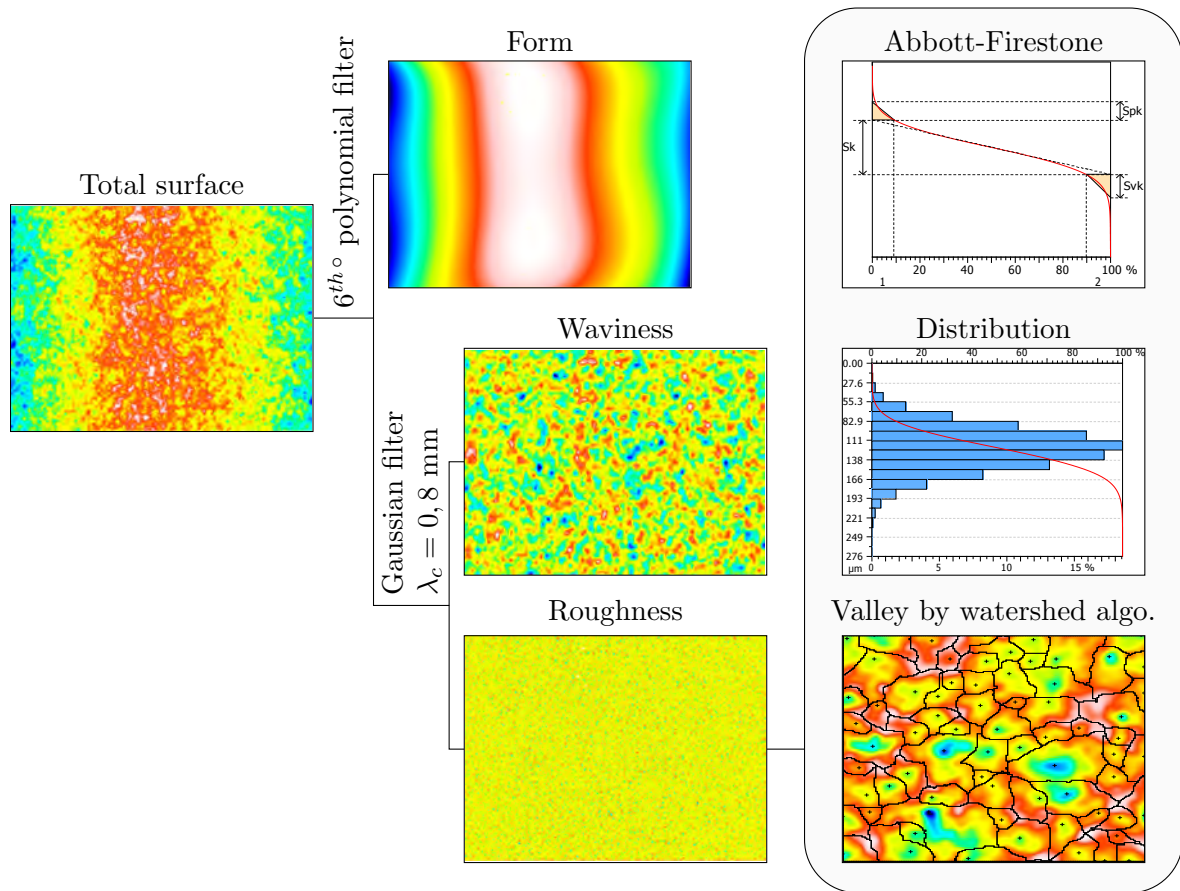 Total surface
6th° polynomial filter
Form
Gaussian filter
λc = 0, 8 mm
Waviness
Roughness
Abbott-Firestone
Spk
Sk
Svk
0 20 40 60 80 100 %
1 2
Distribution
0 20 40 60 80 100 %
0.00
27.6
55.3
82.9
111
138
166
193
221
249
276
µm 0 5 10 15 %
Valley by watershed algo.